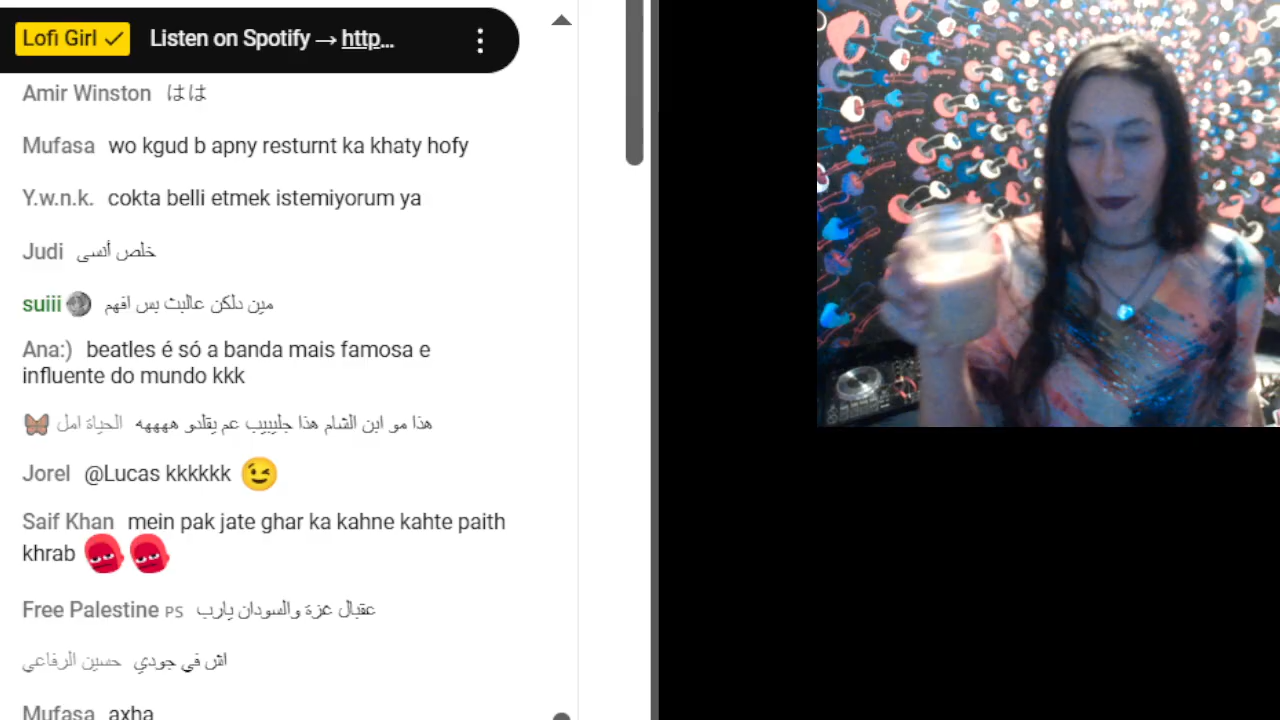 Lofi Girl ✓ Listen on Spotify → http...
Amir Winston はは
Mufasa wo kgud b apny resturnt ka khaty hofy
Y.w.n.k. cokta belli etmek istemiyorum ya
Judi خلص أنسى
suiii مين دلكن عالبث بس افهم
Ana:) beatles é só a banda mais famosa e
influente do mundo kkk
الحياة امل هذا مو ابن الشام هذا جليبيب عم يقلدو هههههه
Jorel @Lucas kkkkkk 😉
Saif Khan mein pak jate ghar ka kahne kahte paith
khrab
Free Palestine PS عقبال غزة والسودان يارب
حسين الرفاعي اش في جودي
Mufasa axha